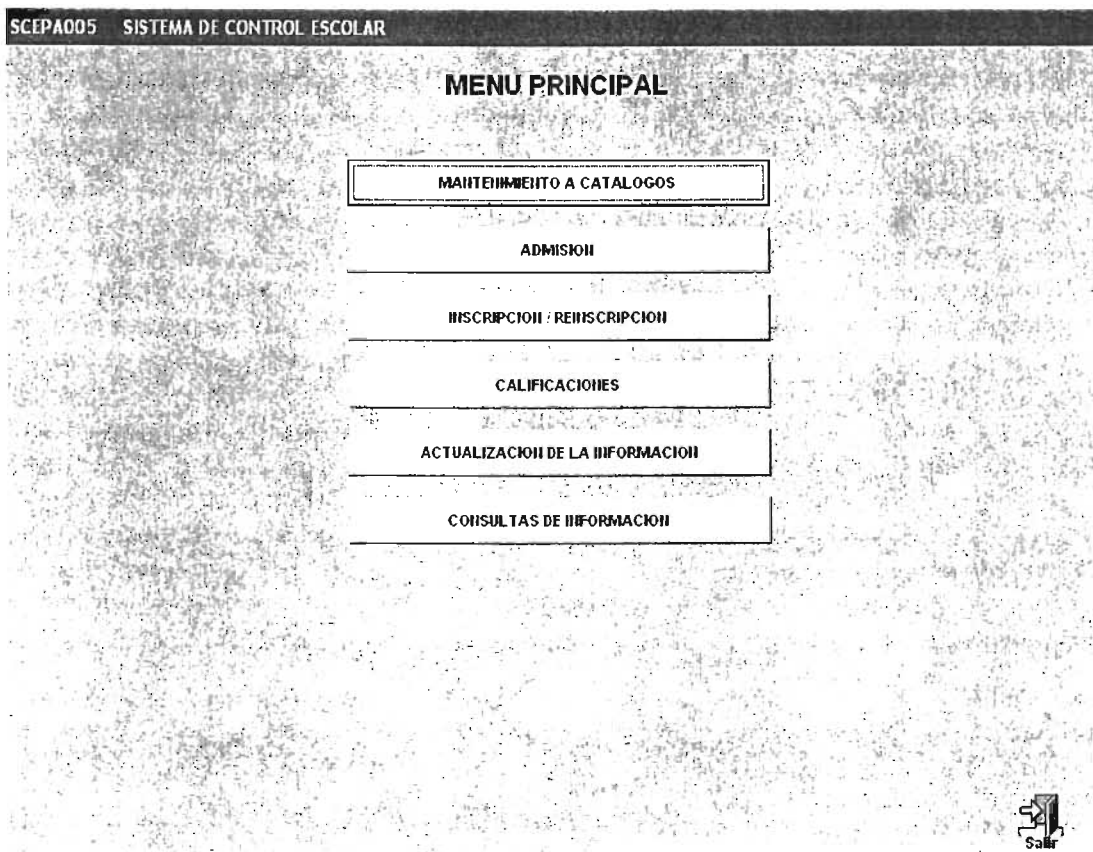 SCEPA005 SISTEMA DE CONTROL ESCOLAR
MENU PRINCIPAL
MANTENIMIENTO A CATALOGOS
ADMISION
INSCRIPCION / REINSCRIPCION
CALIFICACIONES
ACTUALIZACION DE LA INFORMACION
CONSULTAS DE INFORMACION
Salir